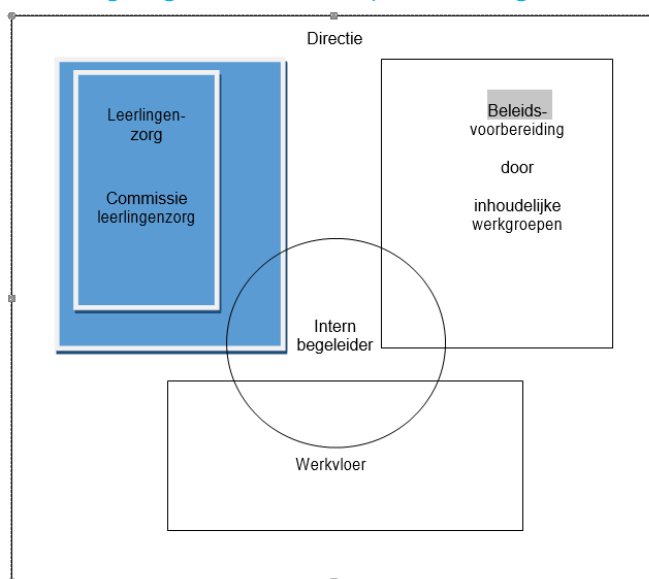 Directie
Leerlingen-
zorg
Commissie
leerlingenzorg
Beleids-
voorbereiding
door
inhoudelijke
werkgroepen
Intern
begeleider
Werkvloer